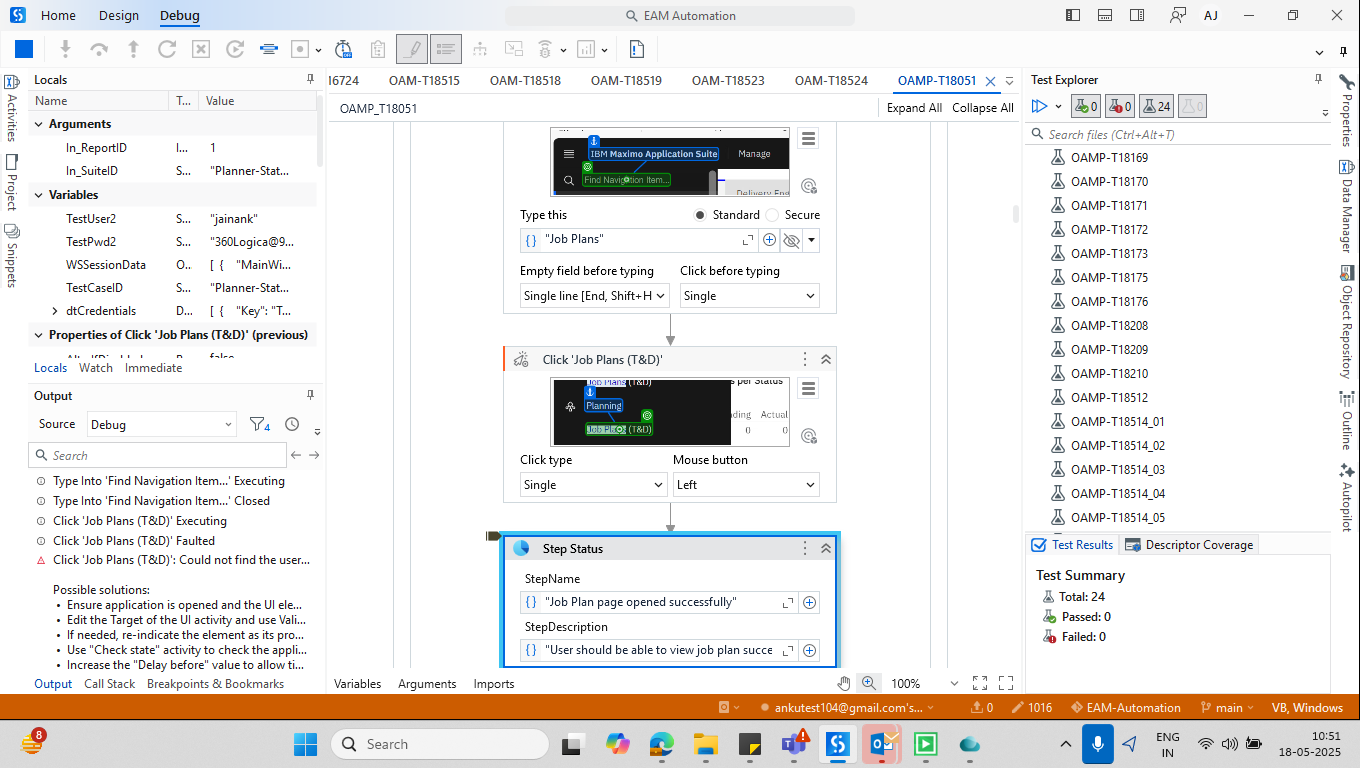 Home Design Debug EAM Automation AJ
Locals
Name T... Value
Arguments
In_ReportID I... 1
In_SuiteID S... "Planner-Stat...
Variables
TestUser2 S... "jainank"
TestPwd2 S... "360Logica@9...
WSSessionData O... [ { "MainWi...
TestCaseID S... "Planner-Stat...
dtCredentials D... [ { "Key": "T...
Properties of Click 'Job Plans (T&D)' (previous)
false
Locals Watch Immediate
Output
Source Debug 4
Search
Type Into 'Find Navigation Item...' Executing
Type Into 'Find Navigation Item...' Closed
Click 'Job Plans (T&D)' Executing
Click 'Job Plans (T&D)' Faulted
Click 'Job Plans (T&D)': Could not find the user...
Possible solutions:
• Ensure application is opened and the UI ele...
• Edit the Target of the UI activity and use Vali...
• If needed, re-indicate the element as its pro...
• Use "Check state" activity to check the appli...
• Increase the "Delay before" value to allow ti...
Output Call Stack Breakpoints & Bookmarks
Activities
Project
Snippets
I6724 OAM-T18515 OAM-T18518 OAM-T18519 OAM-T18523 OAM-T18524 OAMP-T18051
OAMP_T18051 Expand All Collapse All
IBM Maximo Application Suite Manage
Find Navigation Item...
Delivery Eng
Type this Standard Secure
{} "Job Plans"
Empty field before typing Click before typing
Single line [End, Shift+H Single
Click 'Job Plans (T&D)'
Job Plans (T&D) s per Status
Planning nding Actual
Job Plans (T&D) 0 0
Click type Mouse button
Single Left
Step Status
StepName
{} "Job Plan page opened successfully"
StepDescription
{} "User should be able to view job plan succe
Variables Arguments Imports 100%
Test Explorer
0 0 24 0
Search files (Ctrl+Alt+T)
OAMP-T18169
OAMP-T18170
OAMP-T18171
OAMP-T18172
OAMP-T18173
OAMP-T18175
OAMP-T18176
OAMP-T18208
OAMP-T18209
OAMP-T18210
OAMP-T18512
OAMP-T18514_01
OAMP-T18514_02
OAMP-T18514_03
OAMP-T18514_04
OAMP-T18514_05
Test Results Descriptor Coverage
Test Summary
Total: 24
Passed: 0
Failed: 0
Properties
Data Manager
Object Repository
Outline
Autopilot
ankutest104@gmail.com's... 0 1016 EAM-Automation main VB, Windows
8 Search ENG 10:51
IN 18-05-2025